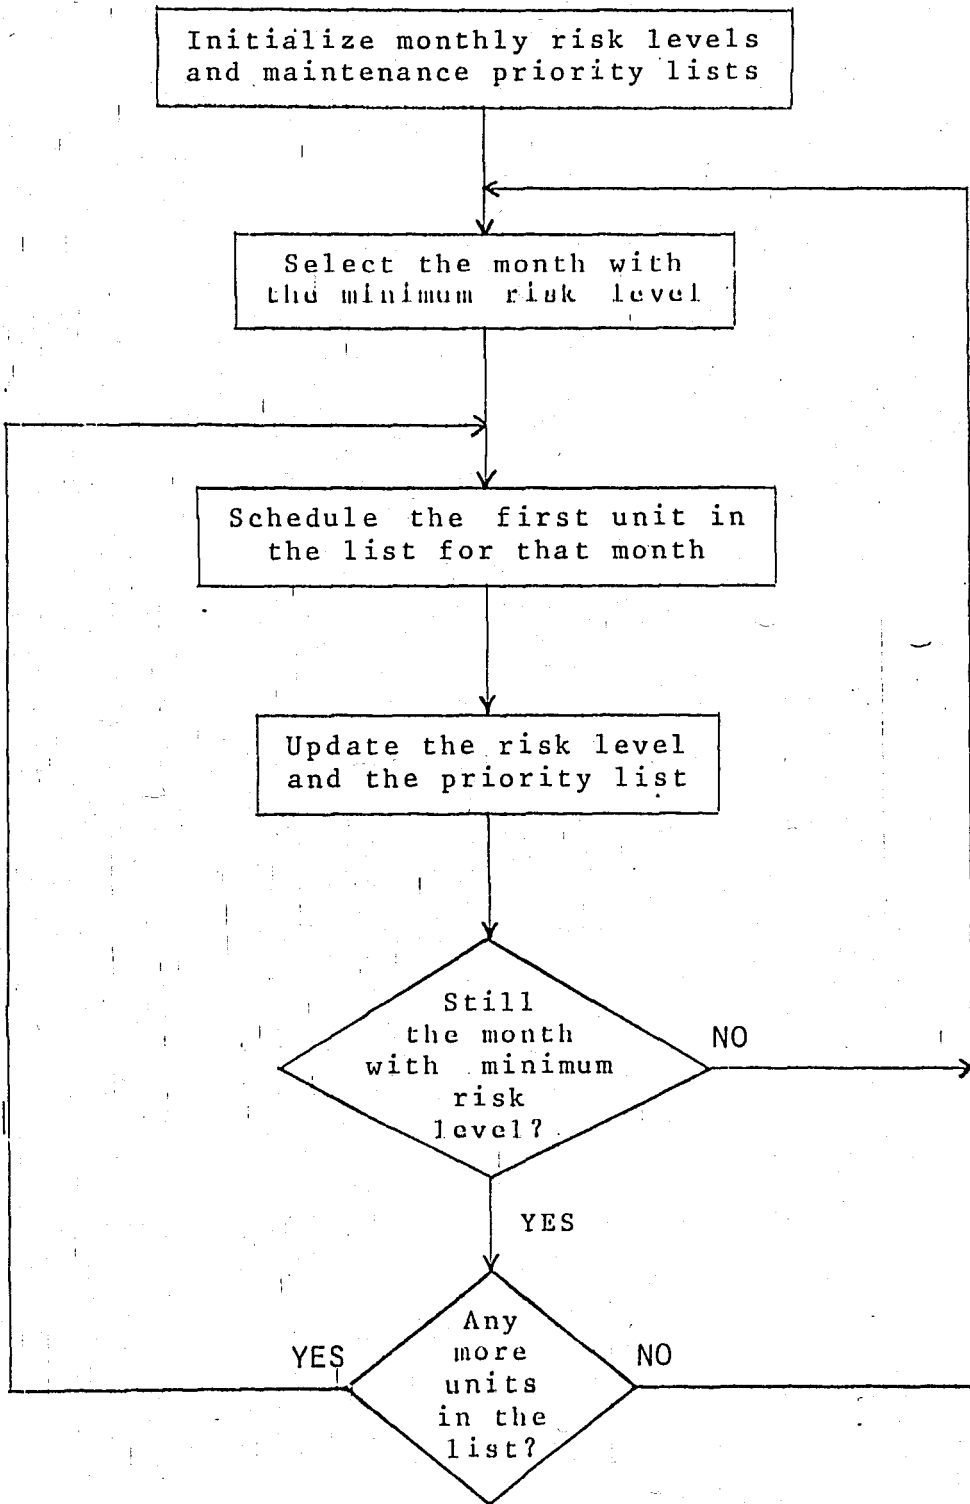 Initialize monthly risk levels
and maintenance priority lists
Select the month with
the minimum risk level
Schedule the first unit in
the list for that month
Update the risk level
and the priority list
Still
the month
with minimum
risk
level?
NO
YES
Any
more
units
in the
list?
YES
NO